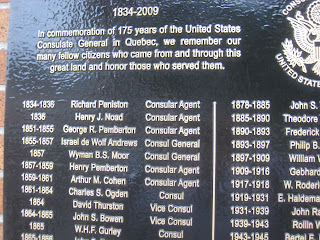 1834-2009
In commemoration of 175 years of the United States
Consulate General in Quebec, we remember our
many fellow citizens who came from and through this
great land and honor those who served them.
1834-1836 Richard Peniston Consular Agent
1836 Henry J. Noad Consular Agent
1851-1855 George R. Pemberton Consular Agent
1855-1857 Israel de Wolf Andrews Consul General
1857 Wyman B.S. Moor Consul General
1857-1859 Henry Pemberton Consular Agent
1859-1861 Arthur M. Cohen Consular Agent
1861-1864 Charles S. Ogden Consul
1864 David Thurston Vice Consul
1864-1865 John S. Bowen Vice Consul
1865 W.H.F. Gurley Consul
1878-1885 John S.
1885-1890 Theodore
1890-1893 Frederick
1893-1897 Philip B.
1897-1909 William
1909-1916 Gebhard
1917-1918 W. Roderi
1919-1931 E. Haldema
1931-1939 John Ra
1939-1943 Rollin W
1943-1945
CONSU
UNITED STATES